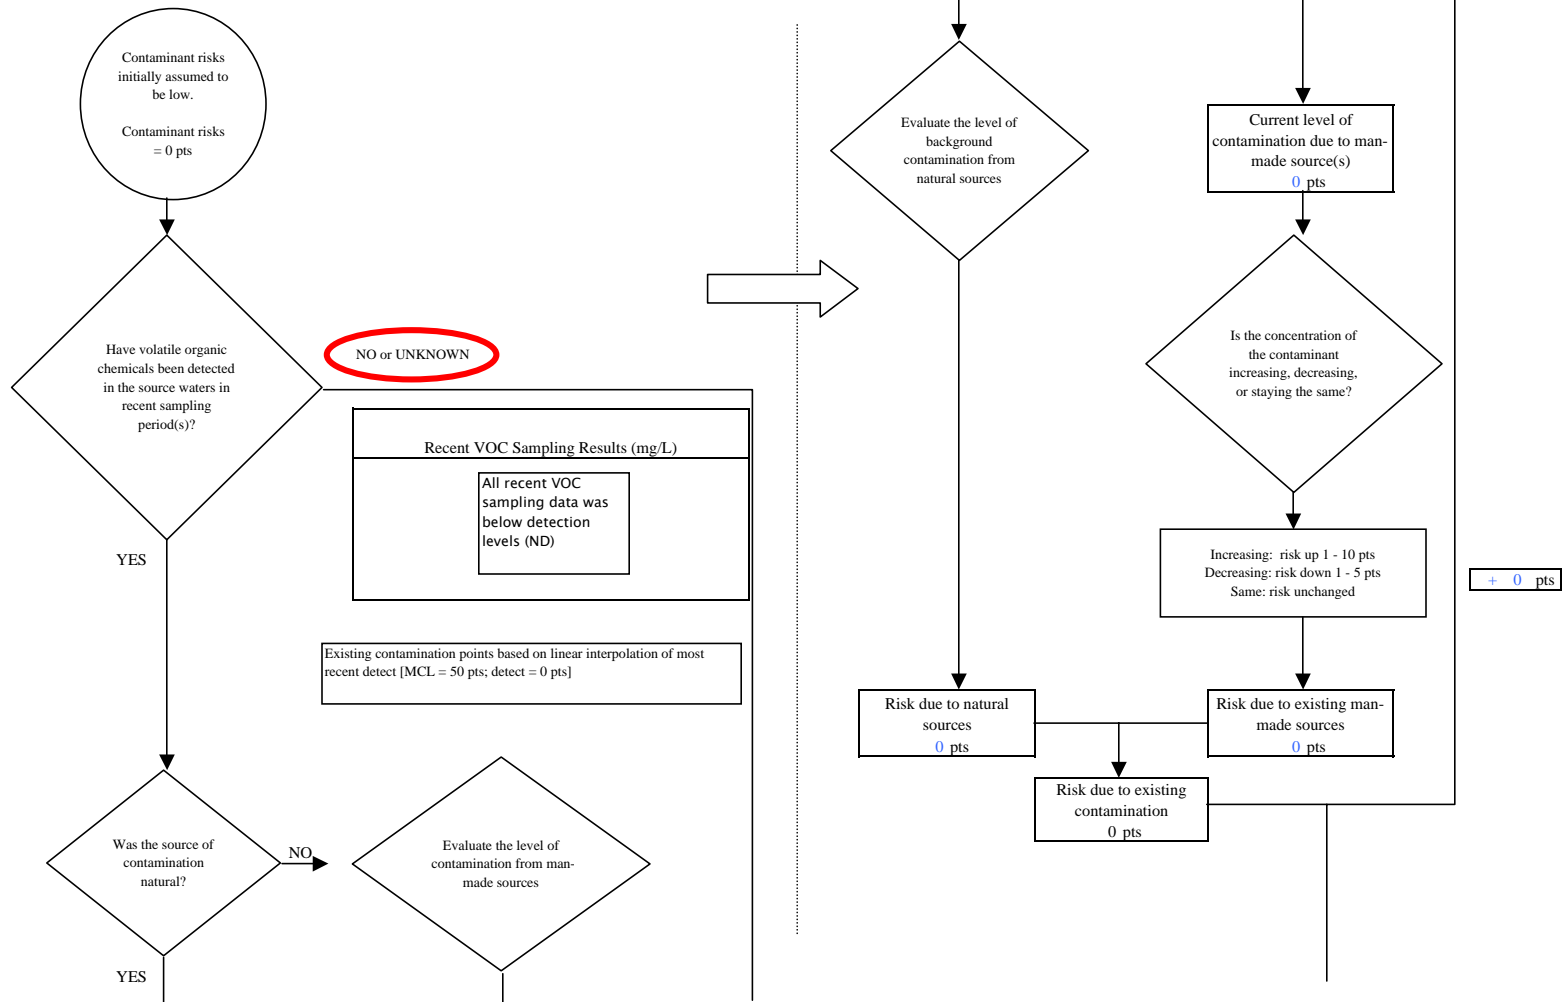 Contaminant risks
initially assumed to
be low.
Contaminant risks
= 0 pts
Have volatile organic
chemicals been detected
in the source waters in
recent sampling
period(s)?
NO or UNKNOWN
Recent VOC Sampling Results (mg/L)
All recent VOC
sampling data was
below detection
levels (ND)
YES
Existing contamination points based on linear interpolation of most
recent detect [MCL = 50 pts; detect = 0 pts]
Was the source of
contamination
natural?
NO
Evaluate the level of
contamination from man-
made sources
YES
Evaluate the level of
background
contamination from
natural sources
Current level of
contamination due to man-
made source(s)
0 pts
Is the concentration of
the contaminant
increasing, decreasing,
or staying the same?
Increasing: risk up 1 - 10 pts
Decreasing: risk down 1 - 5 pts
Same: risk unchanged
+ 0 pts
Risk due to natural
sources
0 pts
Risk due to existing man-
made sources
0 pts
Risk due to existing
contamination
0 pts